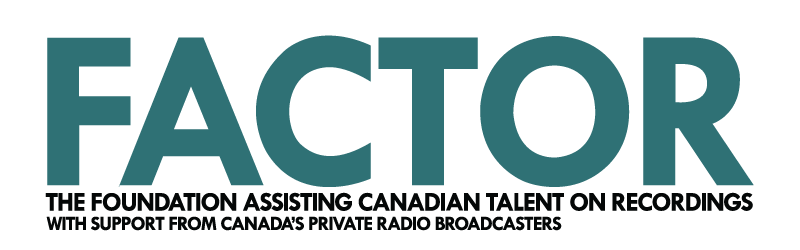 FACTOR
THE FOUNDATION ASSISTING CANADIAN TALENT ON RECORDINGS
WITH SUPPORT FROM CANADA'S PRIVATE RADIO BROADCASTERS